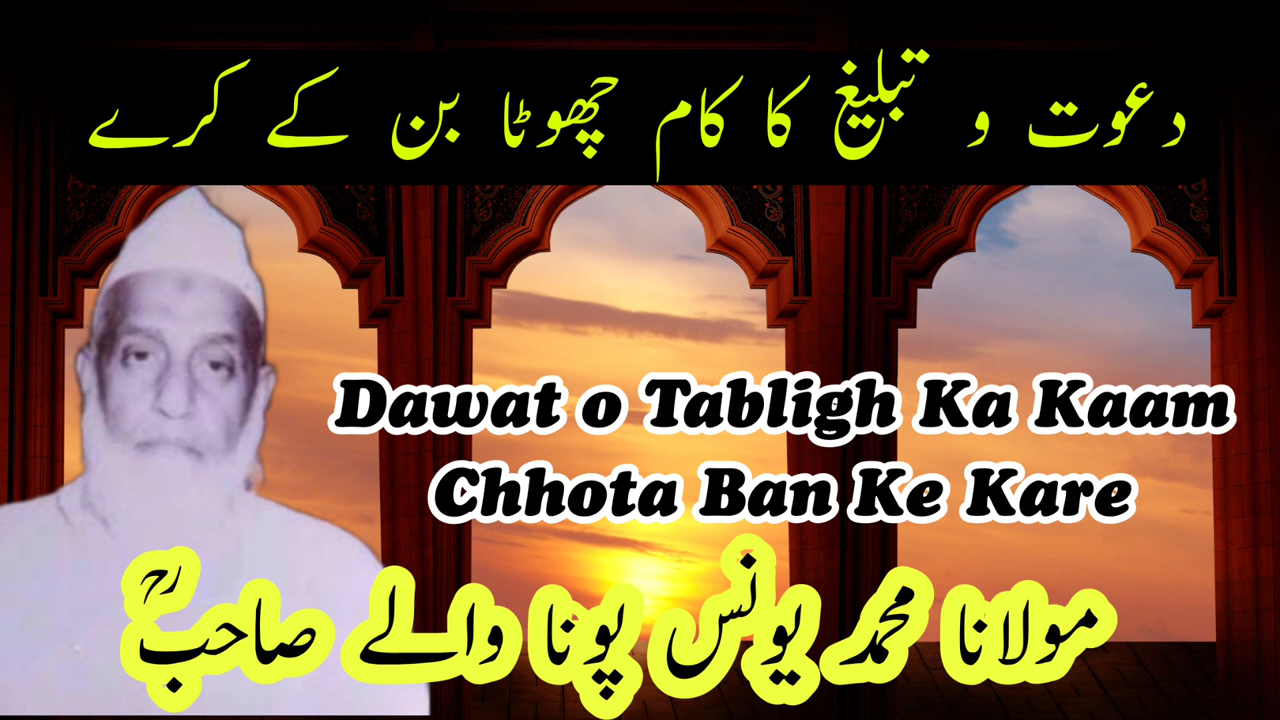 دعوت و تبلیغ کا کام چھوٹا بن کے کرے
Dawat o Tabligh Ka Kaam
Chhota Ban Ke Kare
مولانا محمد یونس پونا والے صاحبؒ